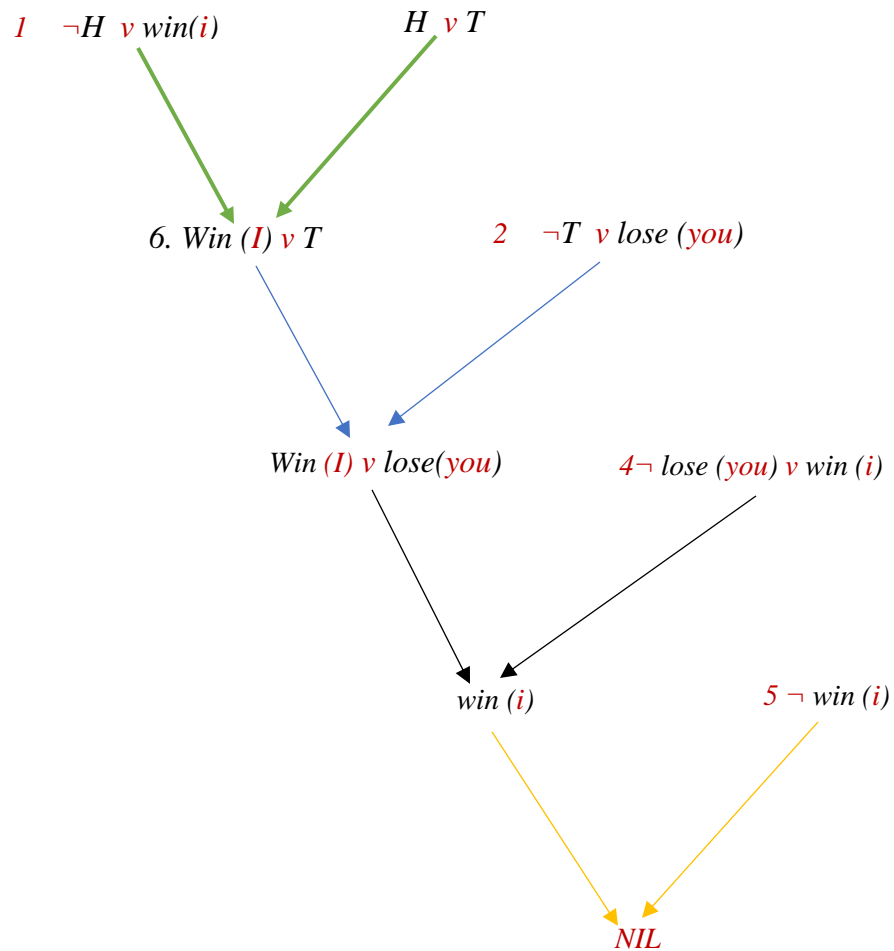 1 ¬H v win(i)
H v T
6. Win (I) v T
2 ¬T v lose (you)
Win (I) v lose(you)
4¬ lose (you) v win (i)
win (i)
5 ¬ win (i)
NIL